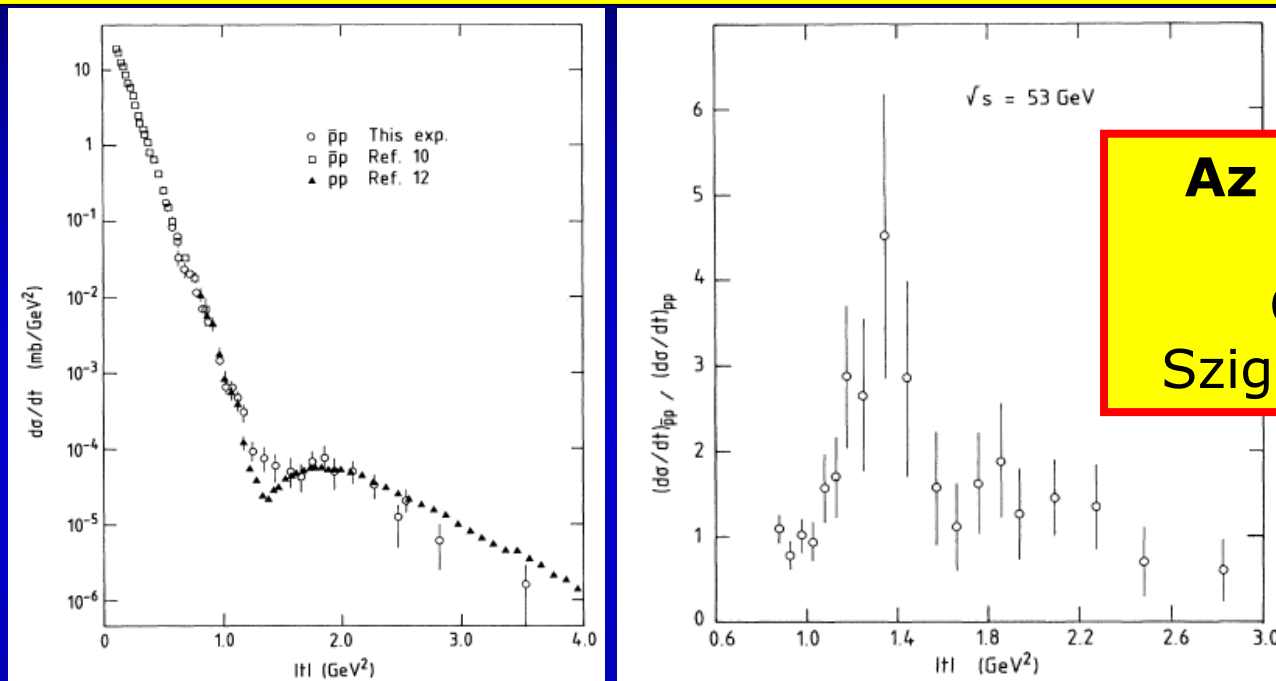 10
1
10⁻¹
10⁻²
10⁻³
10⁻⁴
10⁻⁵
10⁻⁶
dσ/dt (mb/GeV²)
○ p̄p This exp.
□ p̄p Ref. 10
▲ pp Ref. 12
0 1.0 2.0 3.0 4.0
|t| (GeV²)
√s = 53 GeV
6
5
4
3
2
1
0
(dσ/dt)p̄p / (dσ/dt)pp
0.6 1.0 1.4 1.8 2.2 2.6 3.0
|t| (GeV²)
Az
Szig